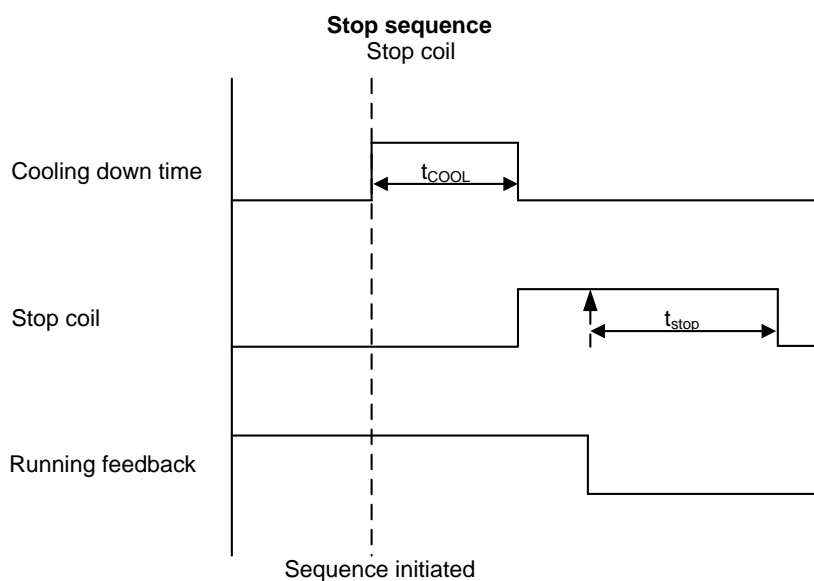 Stop sequence
Stop coil
Cooling down time
tCOOL
Stop coil
tstop
Running feedback
Sequence initiated